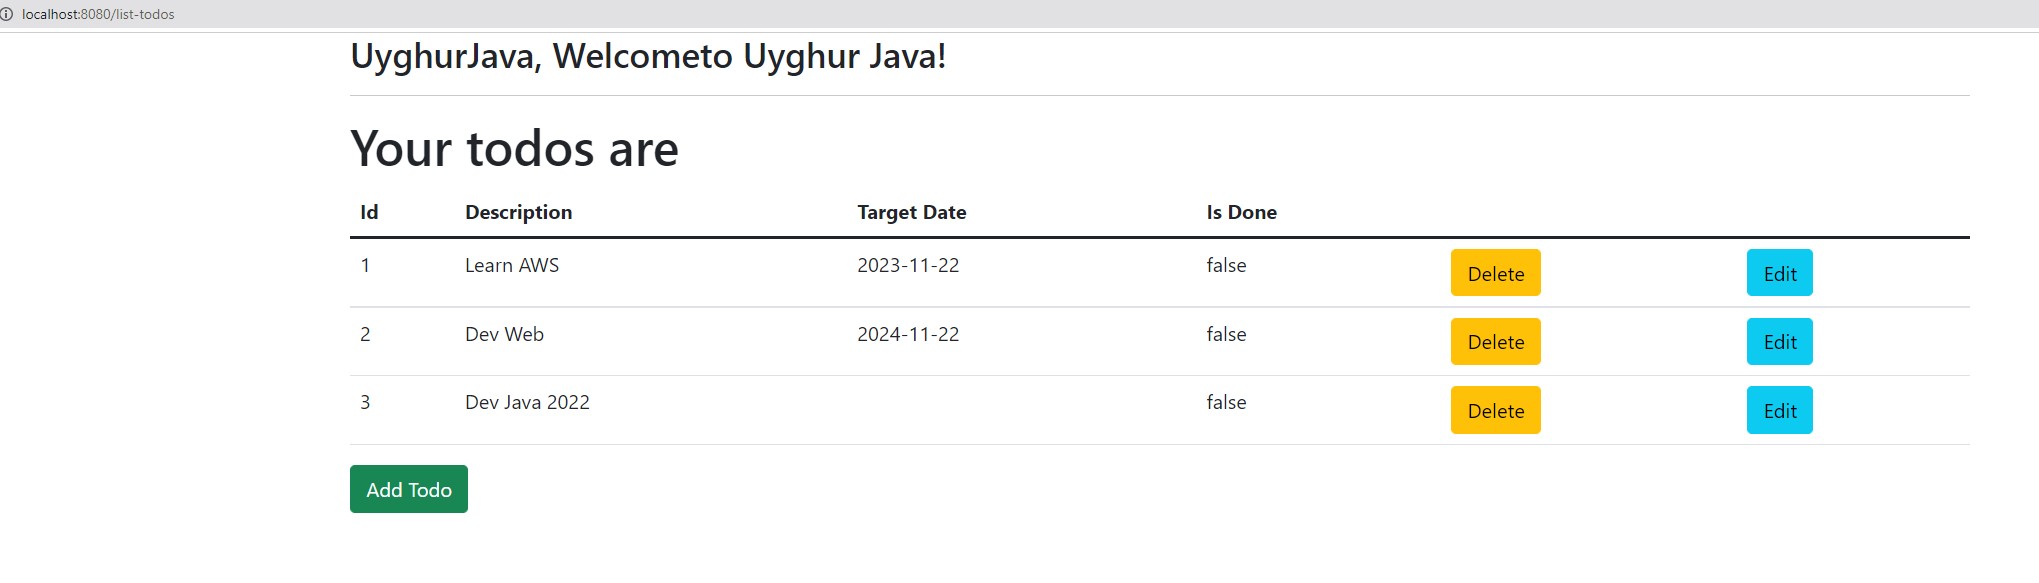 localhost:8080/list-todos
UyghurJava, Welcometo Uyghur Java!
Your todos are
Id Description Target Date Is Done
1 Learn AWS 2023-11-22 false Delete Edit
2 Dev Web 2024-11-22 false Delete Edit
3 Dev Java 2022 false Delete Edit
Add Todo